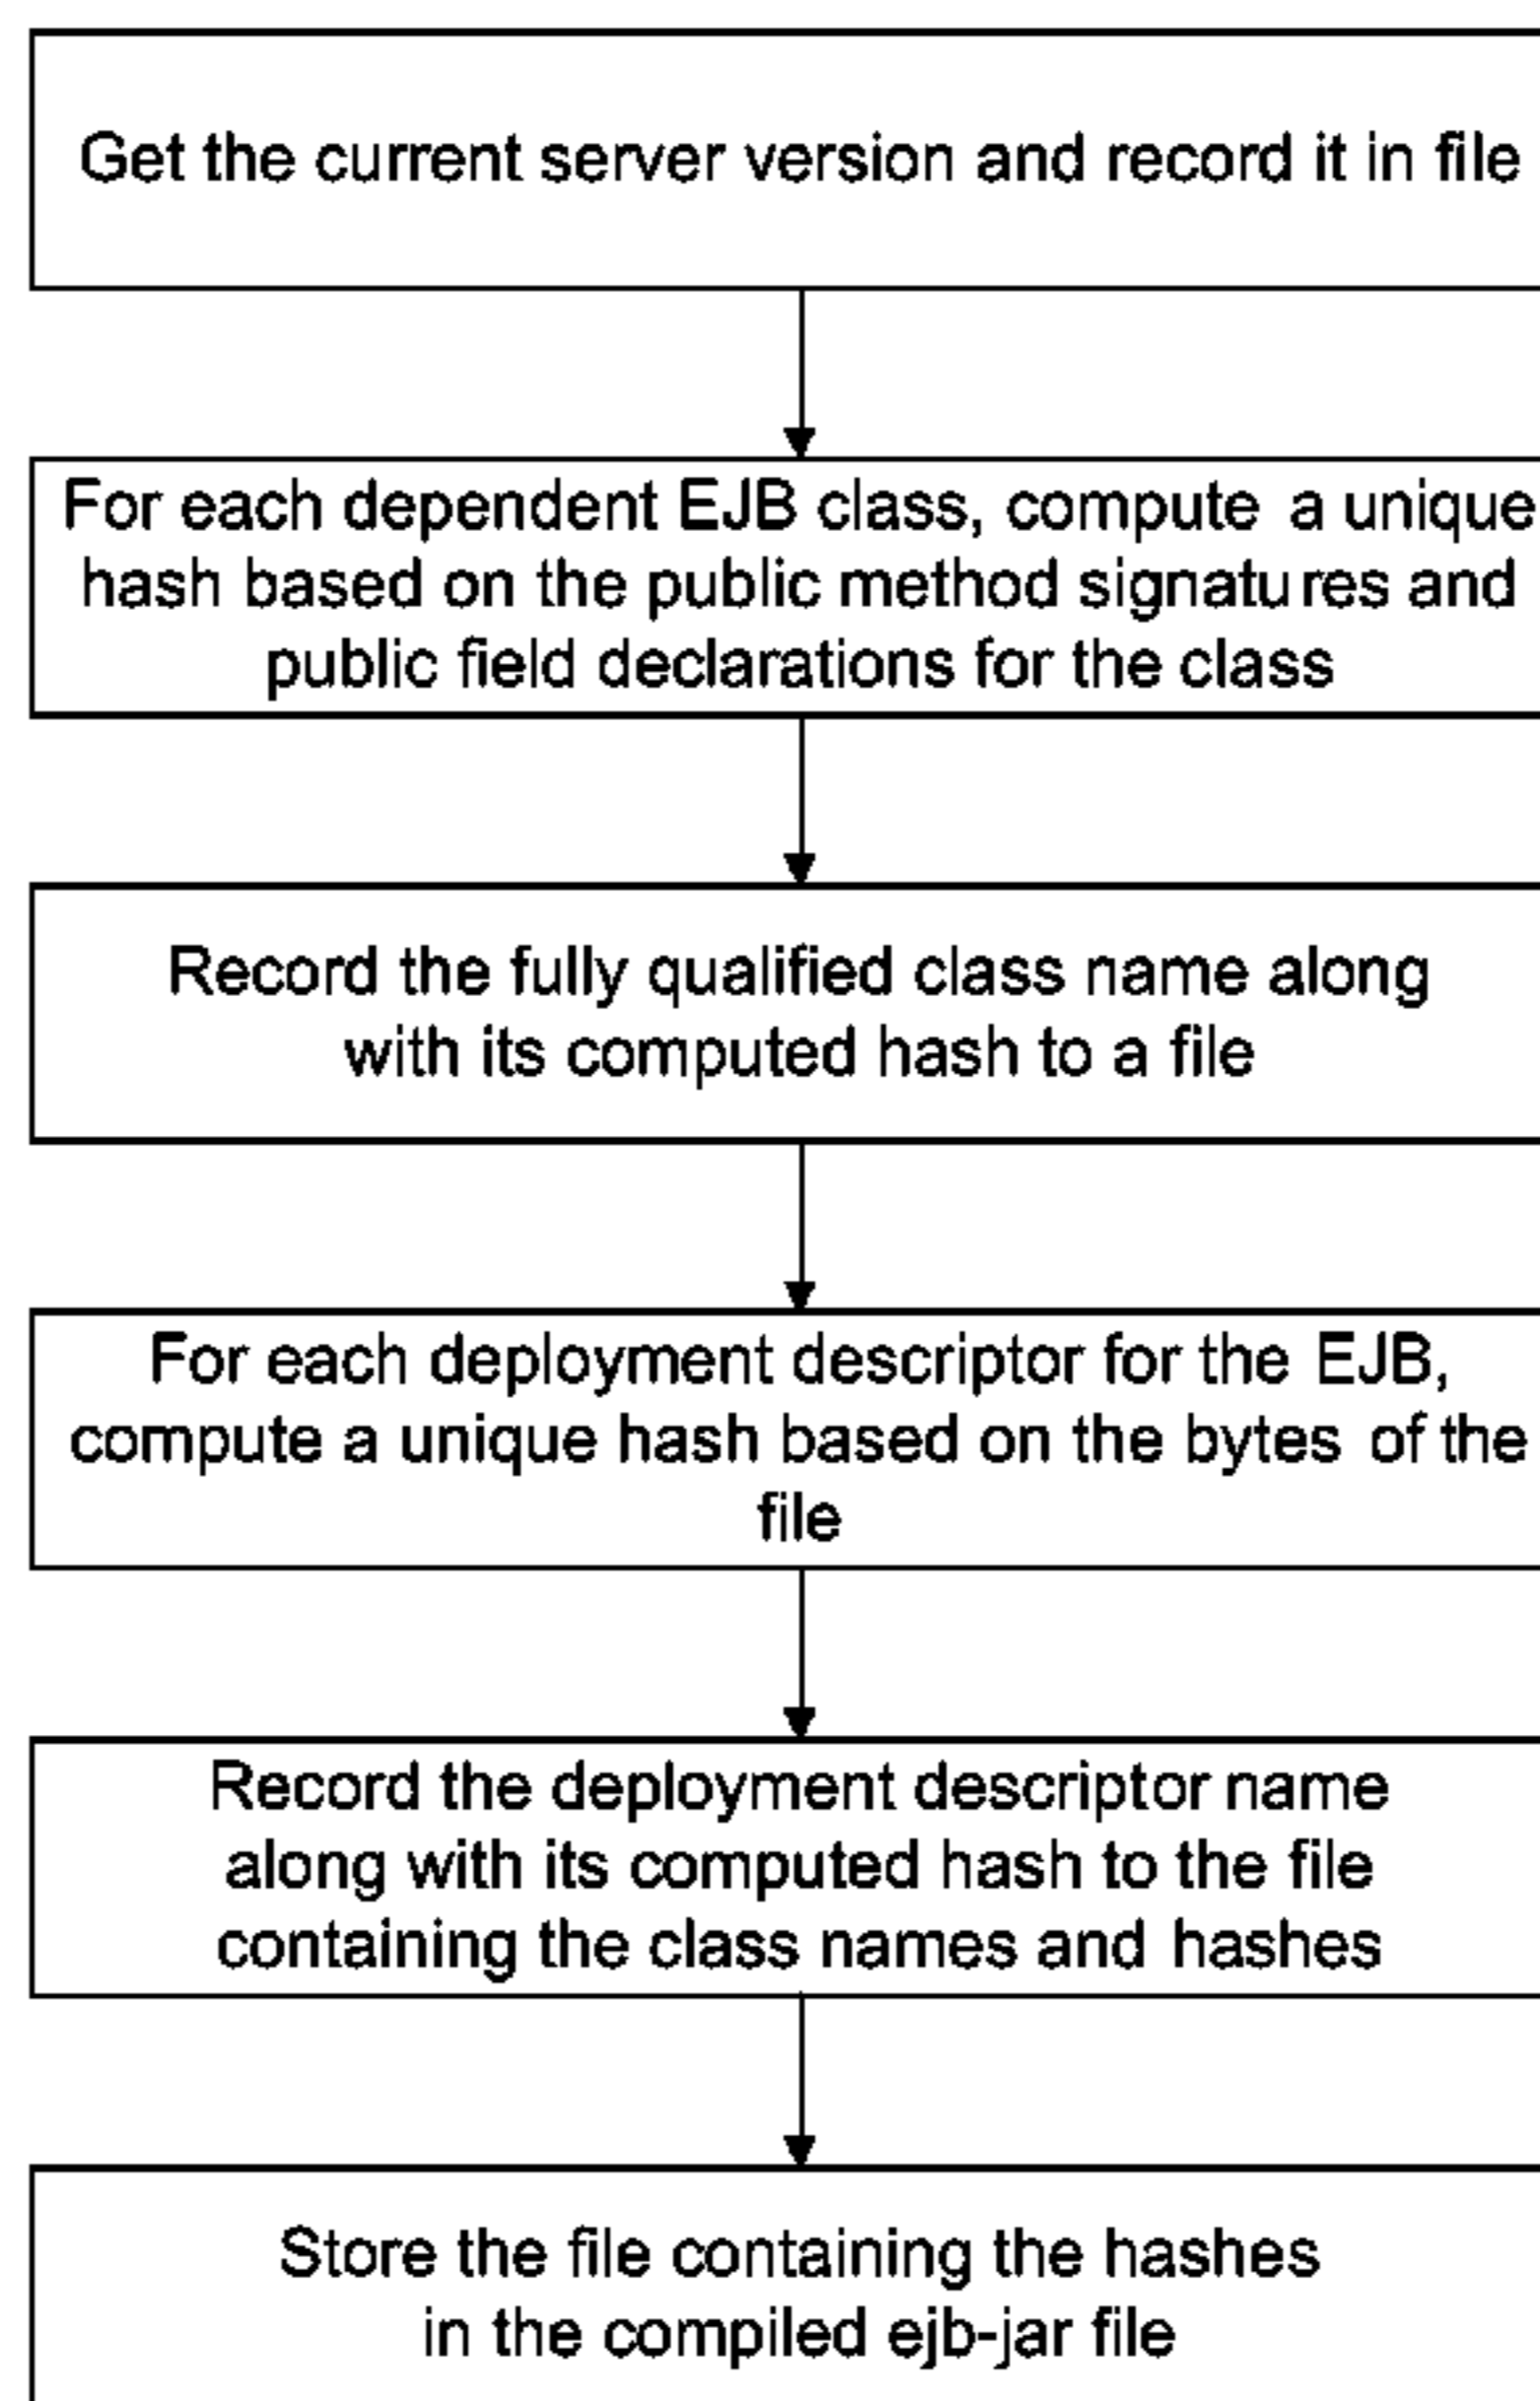 Get the current server version and record it in file
For each dependent EJB class, compute a unique
hash based on the public method signatures and
public field declarations for the class
Record the fully qualified class name along
with its computed hash to a file
For each deployment descriptor for the EJB,
compute a unique hash based on the bytes of the
file
Record the deployment descriptor name
along with its computed hash to the file
containing the class names and hashes
Store the file containing the hashes
in the compiled ejb-jar file